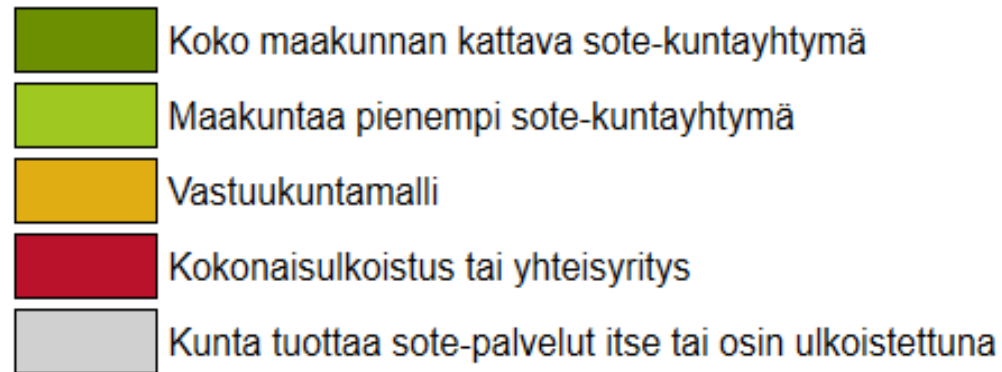 Koko maakunnan kattava sote-kuntayhtymä
Maakuntaa pienempi sote-kuntayhtymä
Vastuukuntamalli
Kokonaisulkoistus tai yhteisyritys
Kunta tuottaa sote-palvelut itse tai osin ulkoistettuna